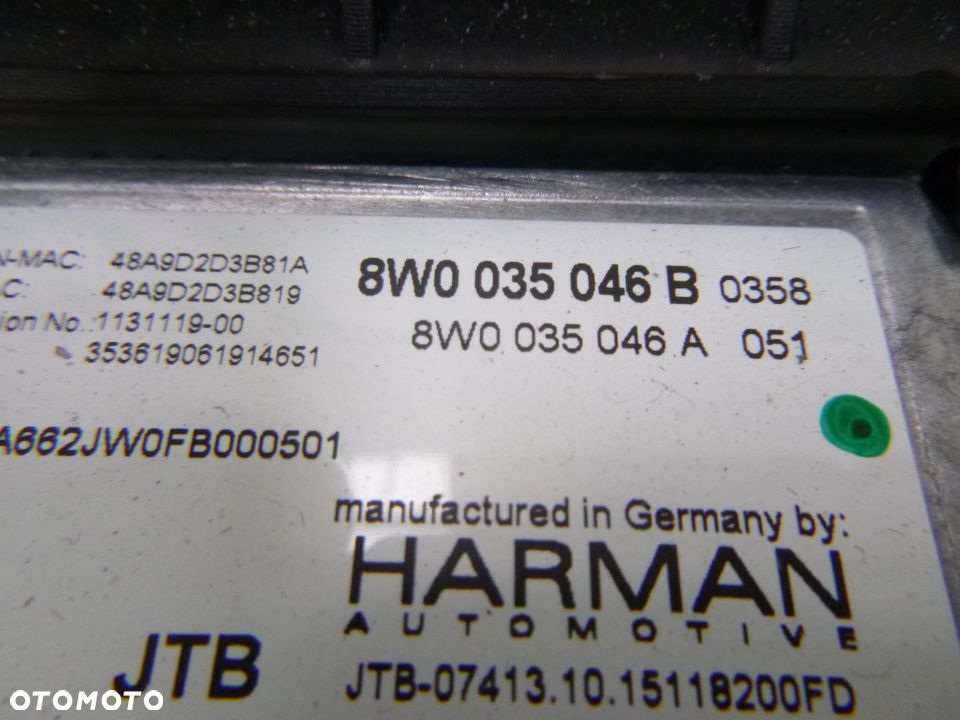 N-MAC: 48A9D2D3B81A
C: 48A9D2D3B819
ion No.:1131119-00
353619061914651
8W0 035 046 B 0358
8W0 035 046 A 051
A662JW0FB000501
manufactured in Germany by:
HARMAN
AUTOMOTIVE
JTB
JTB-07413.10.15118200FD
OTOMOTO
OTOMOTO